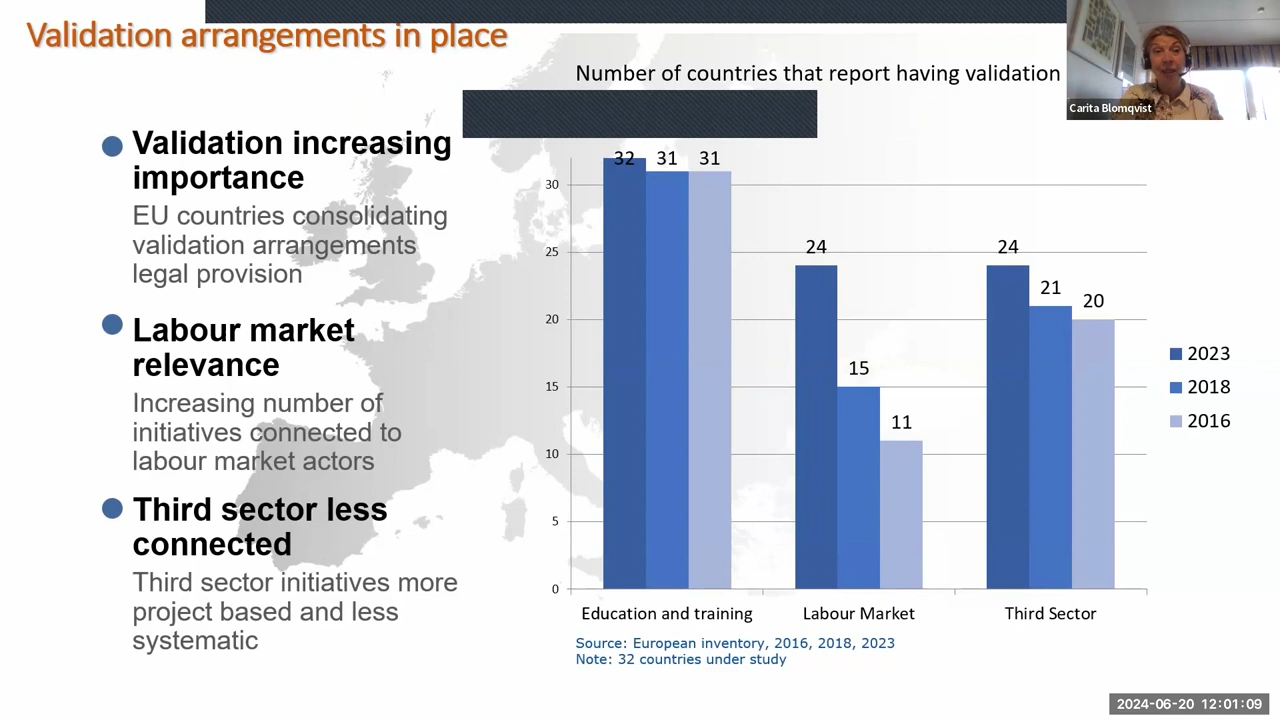 Validation arrangements in place
Number of countries that report having validation
Carita Blomqvist
Validation increasing
importance
EU countries consolidating
validation arrangements
legal provision
Labour market
relevance
Increasing number of
initiatives connected to
labour market actors
Third sector less
connected
Third sector initiatives more
project based and less
systematic
32 31 31
24 15 11
24 21 20
30
25
20
15
10
5
0
Education and training
Labour Market
Third Sector
2023
2018
2016
Source: European inventory, 2016, 2018, 2023
Note: 32 countries under study
2024-06-20 12:01:09